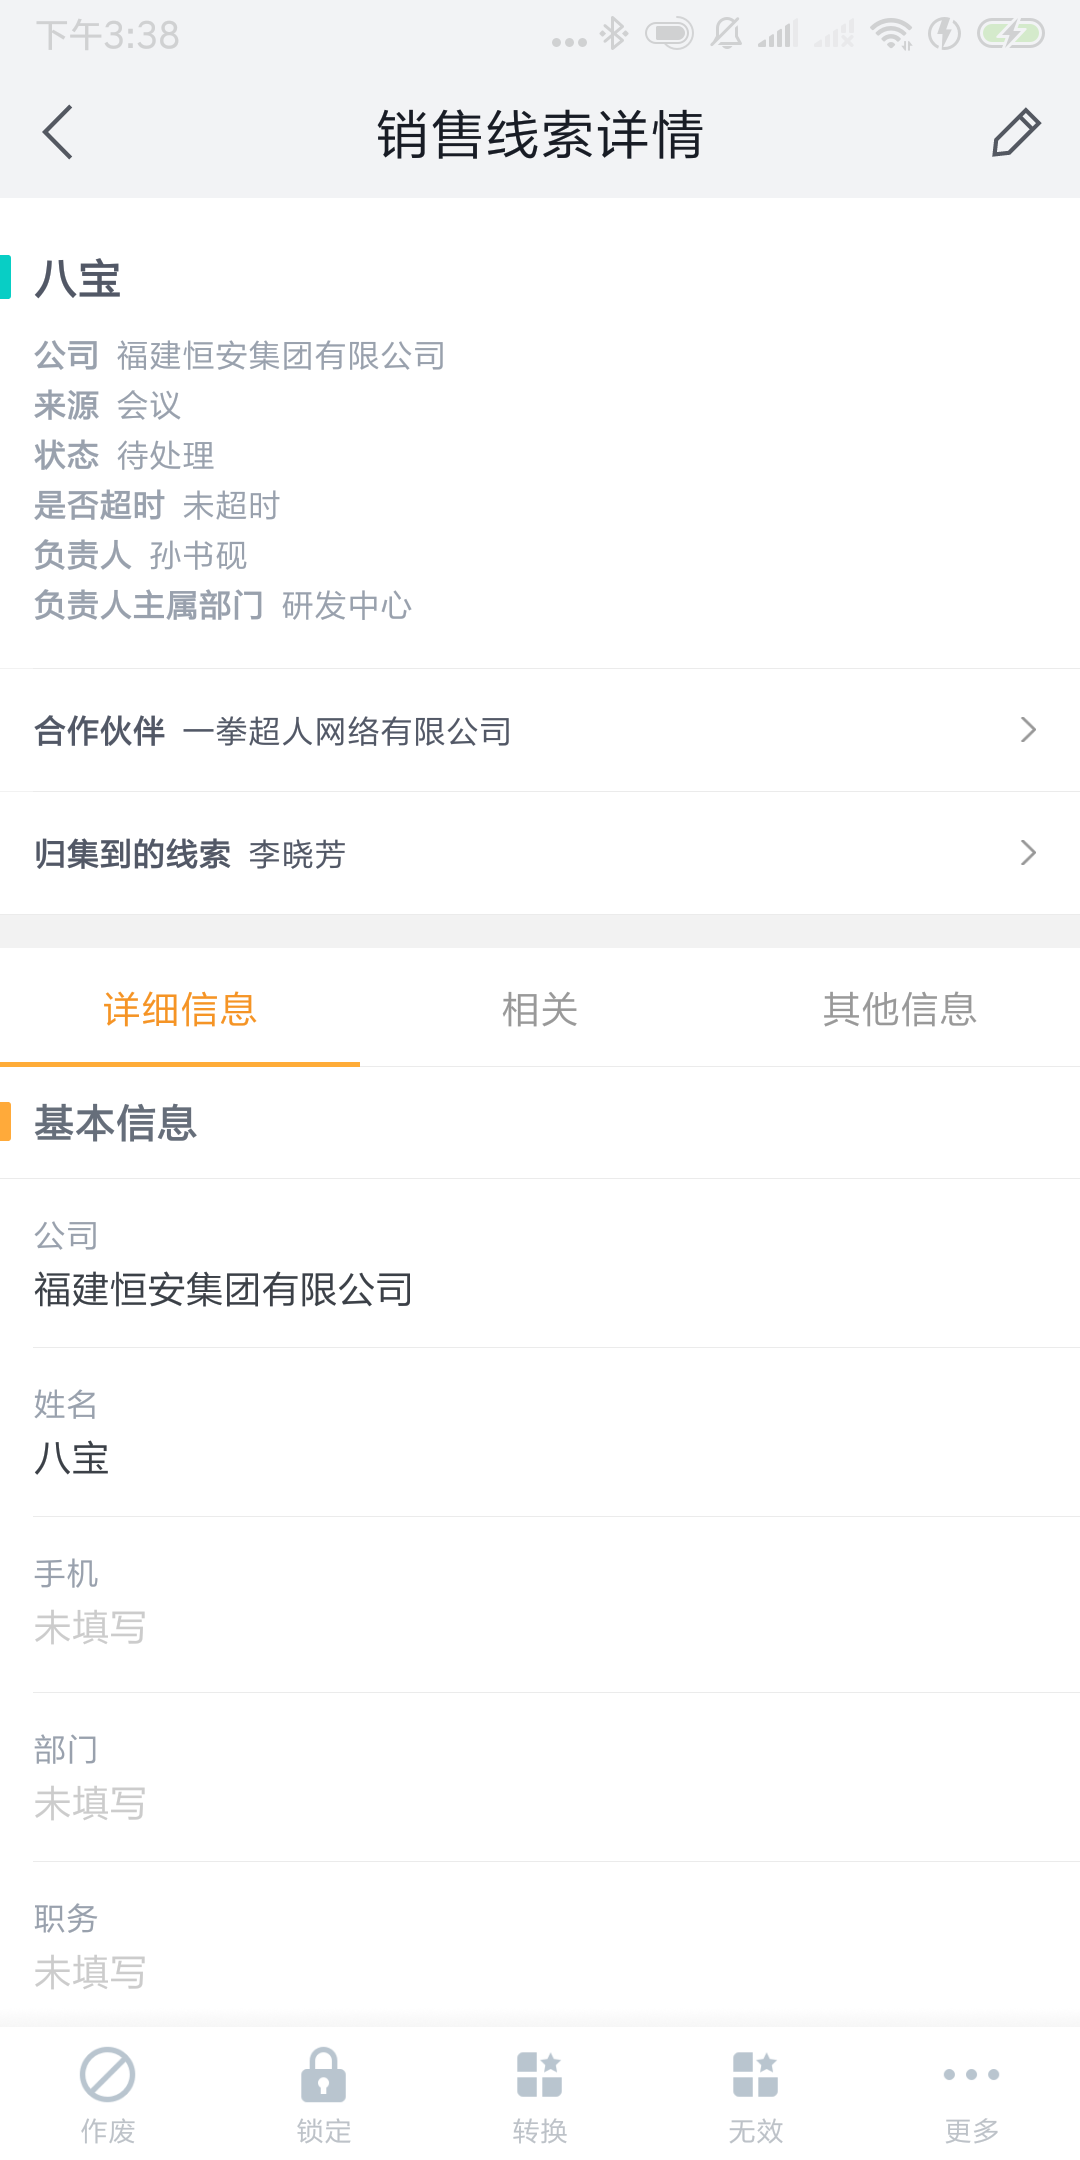 下午3:38
销售线索详情
八宝
公司 福建恒安集团有限公司
来源 会议
状态 待处理
是否超时 未超时
负责人 孙书砚
负责人主属部门 研发中心
合作伙伴 一拳超人网络有限公司
归集到的线索 李晓芳
详细信息 相关 其他信息
基本信息
公司
福建恒安集团有限公司
姓名
八宝
手机
未填写
部门
未填写
职务
未填写
作废 锁定 转换 无效 更多